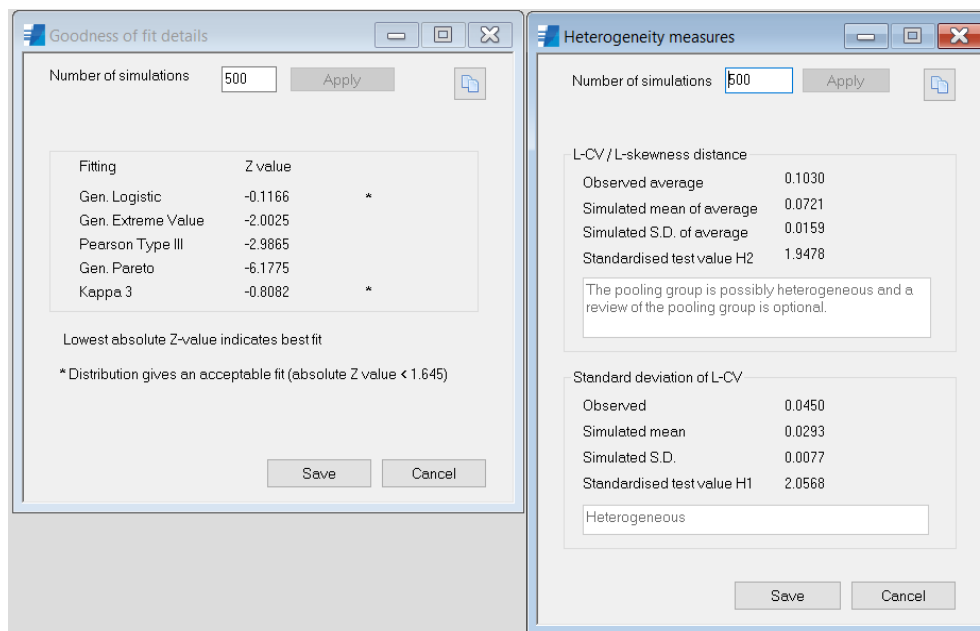 Goodness of fit details
Number of simulations 500 Apply
Fitting Z value
Gen. Logistic -0.1166 *
Gen. Extreme Value -2.0025
Pearson Type III -2.9865
Gen. Pareto -6.1775
Kappa 3 -0.8082 *
Lowest absolute Z-value indicates best fit
* Distribution gives an acceptable fit (absolute Z value < 1.645)
Save Cancel
Heterogeneity measures
Number of simulations 500 Apply
L-CV / L-skewness distance
Observed average 0.1030
Simulated mean of average 0.0721
Simulated S.D. of average 0.0159
Standardised test value H2 1.9478
The pooling group is possibly heterogeneous and a
review of the pooling group is optional.
Standard deviation of L-CV
Observed 0.0450
Simulated mean 0.0293
Simulated S.D. 0.0077
Standardised test value H1 2.0568
Heterogeneous
Save Cancel